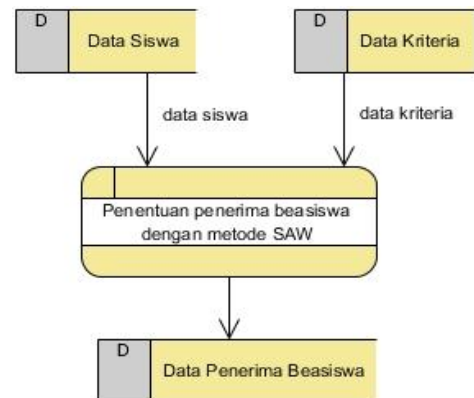 D
Data Siswa
D
Data Kriteria
data siswa
data kriteria
Penentuan penerima beasiswa
dengan metode SAW
D
Data Penerima Beasiswa